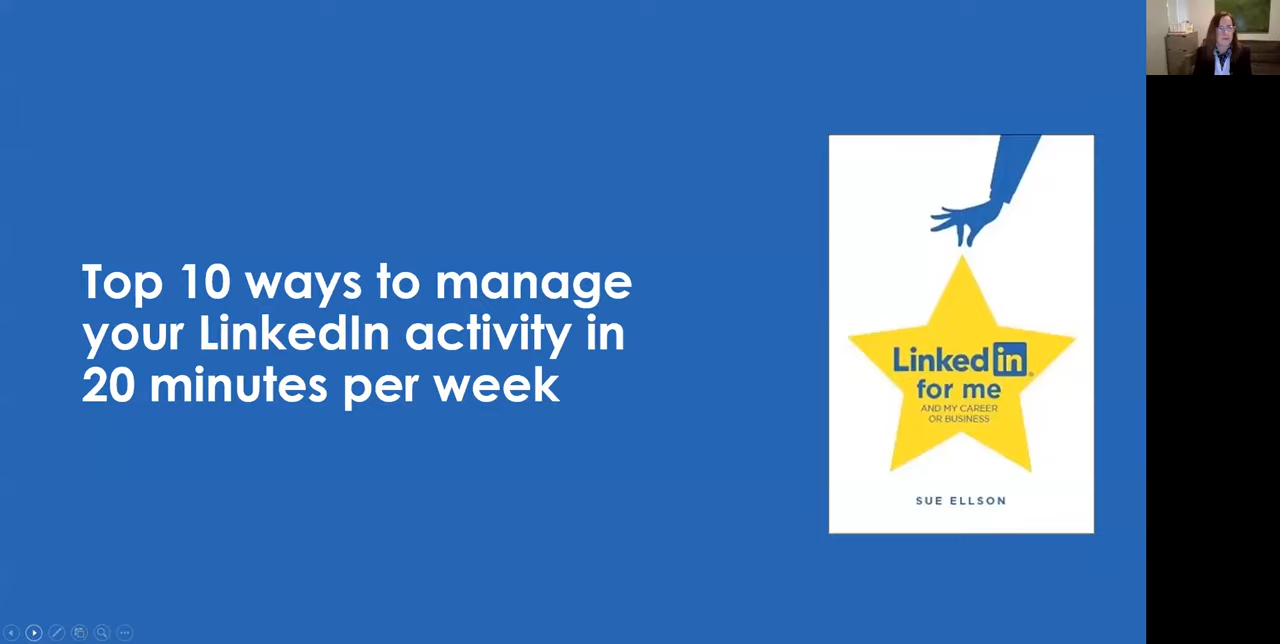 Top 10 ways to manage
your LinkedIn activity in
20 minutes per week
Linked in
for me
AND MY CAREER
OR BUSINESS
SUE ELLSON